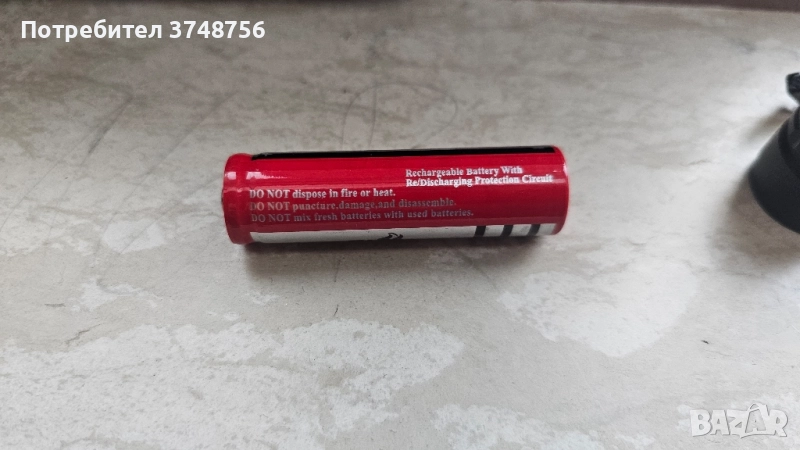 Потребител 3748756
Rechargeable Battery With
Re/Discharging Protection Circuit
DO NOT dispose in fire or heat.
DO NOT puncture,damage,and disassemble.
DO NOT mix fresh batteries with used batteries.
BAZAR